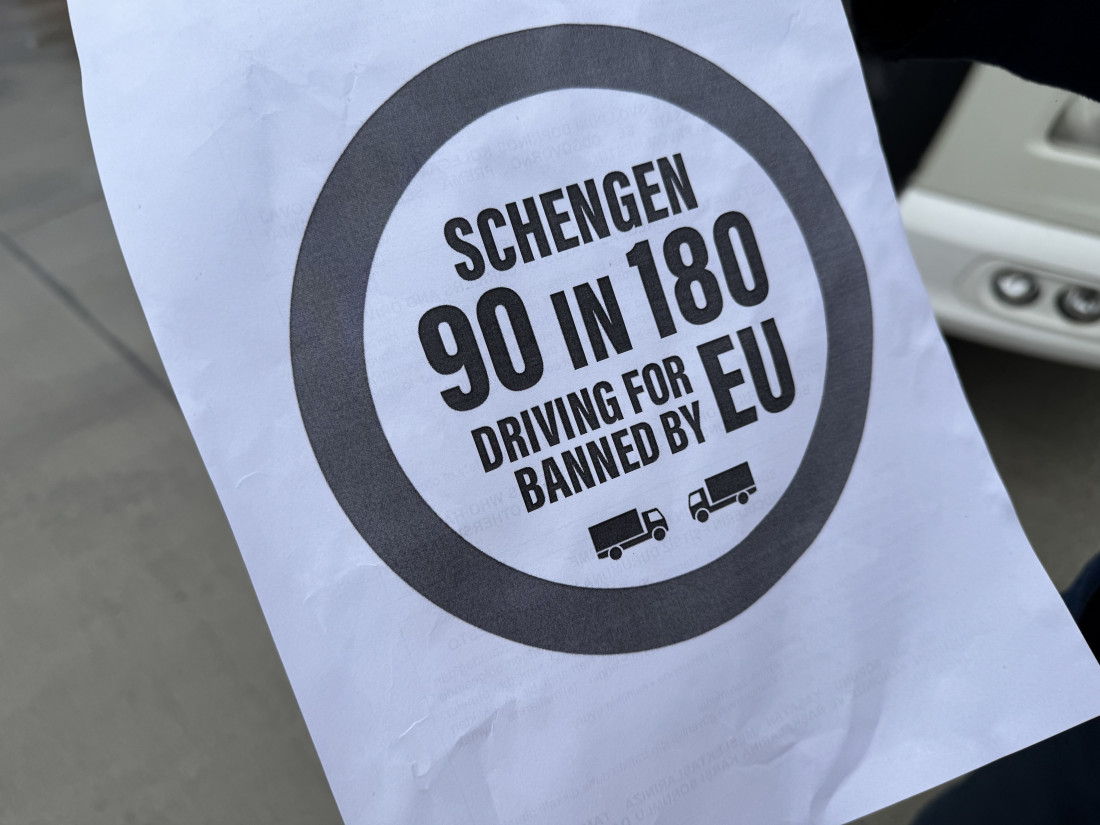 SCHENGEN
90 IN 180
DRIVING FOR EU
BANNED BY